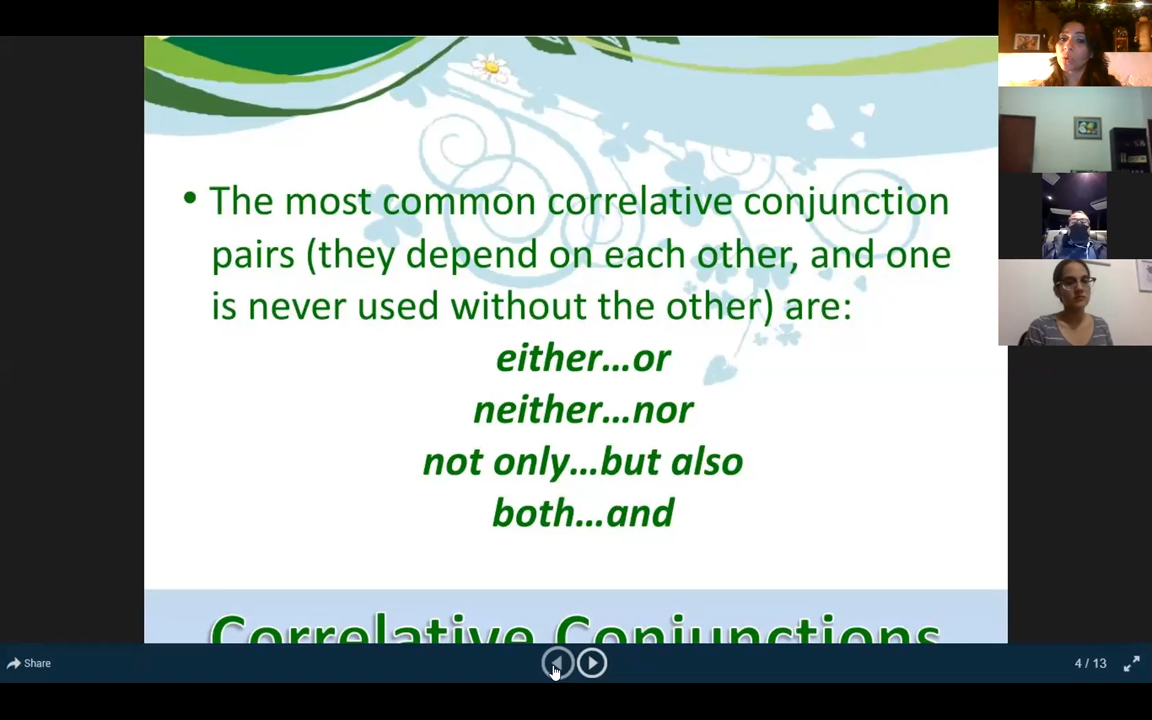 • The most common correlative conjunction
pairs (they depend on each other, and one
is never used without the other) are:
either...or
neither...nor
not only...but also
both...and
Correlative Conjunctions
Share
4 / 13